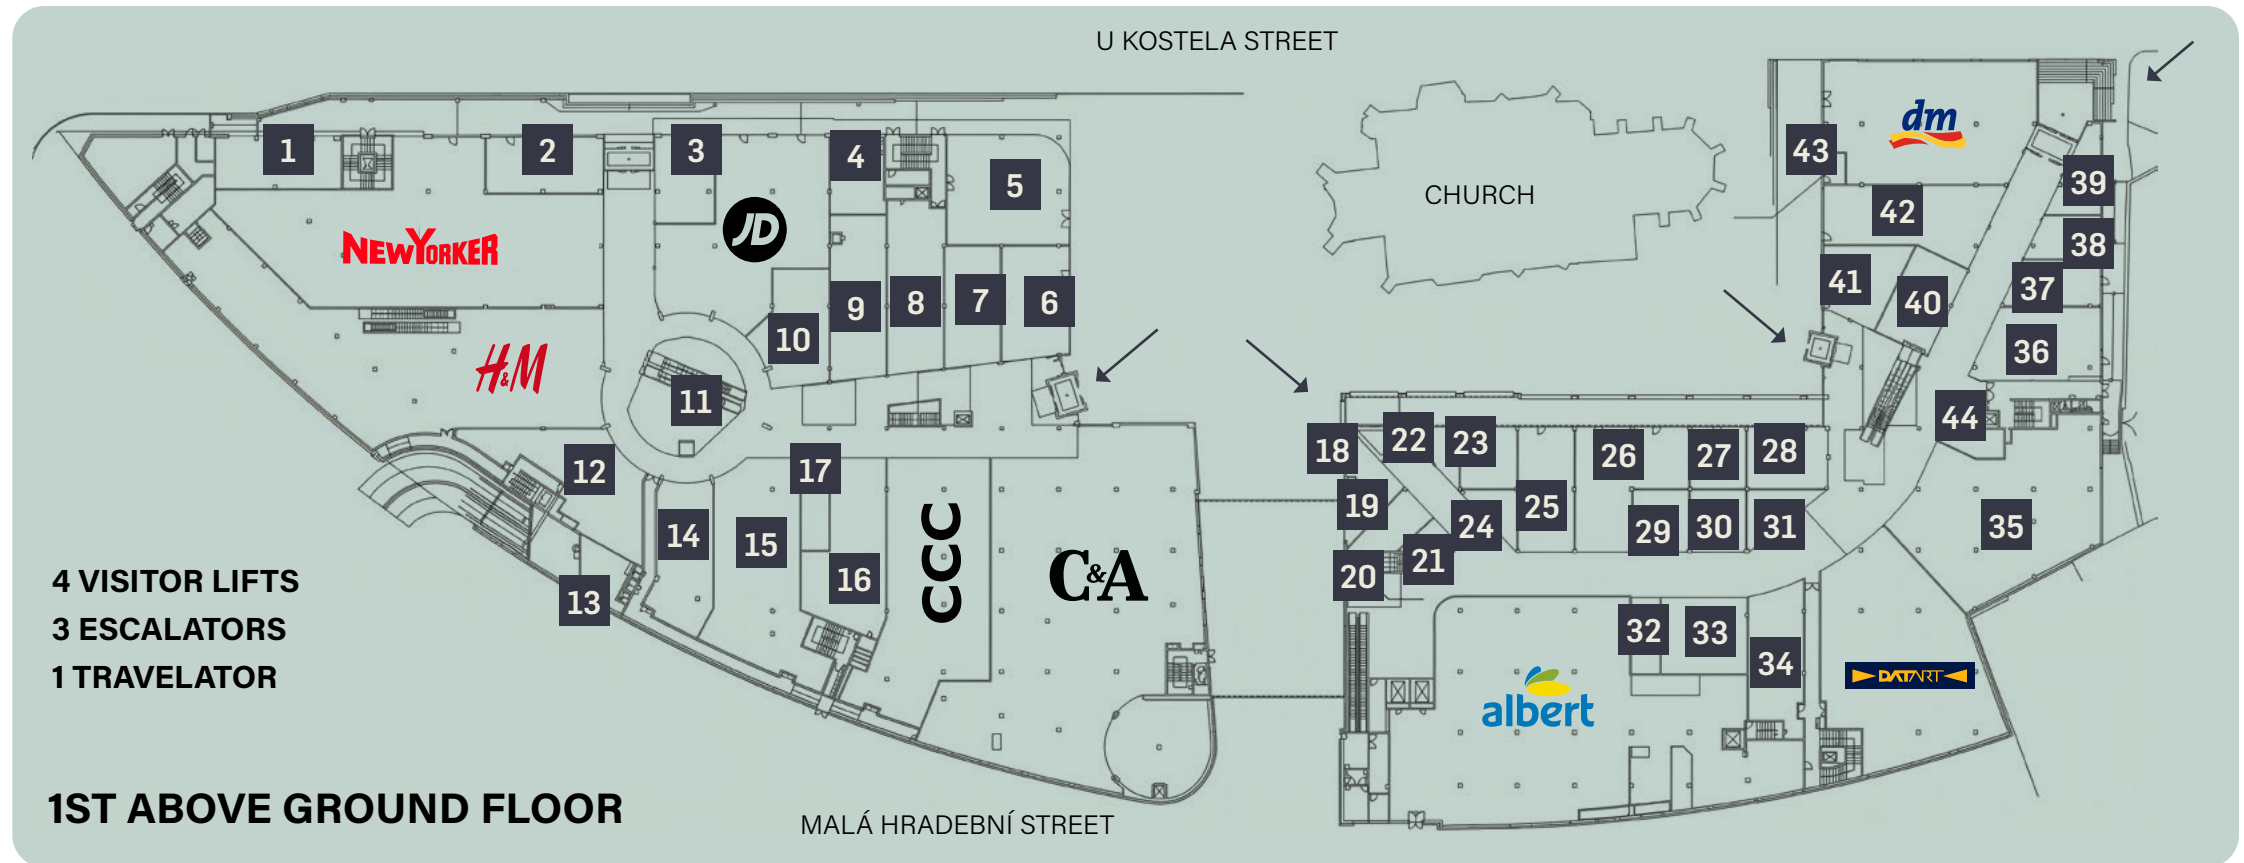 U KOSTELA STREET
1
2
3
4
5
43
dm
39
CHURCH
42
38
NEWYORKER
JD
41
40
37
9
8
7
6
10
36
H&M
11
44
12
17
18
22
23
26
27
28
19
25
14
15
24
29
30
31
35
CCC
C&A
16
20
21
13
4 VISITOR LIFTS
3 ESCALATORS
1 TRAVELATOR
32
33
34
albert
DATART
1ST ABOVE GROUND FLOOR
MALÁ HRADEBNÍ STREET